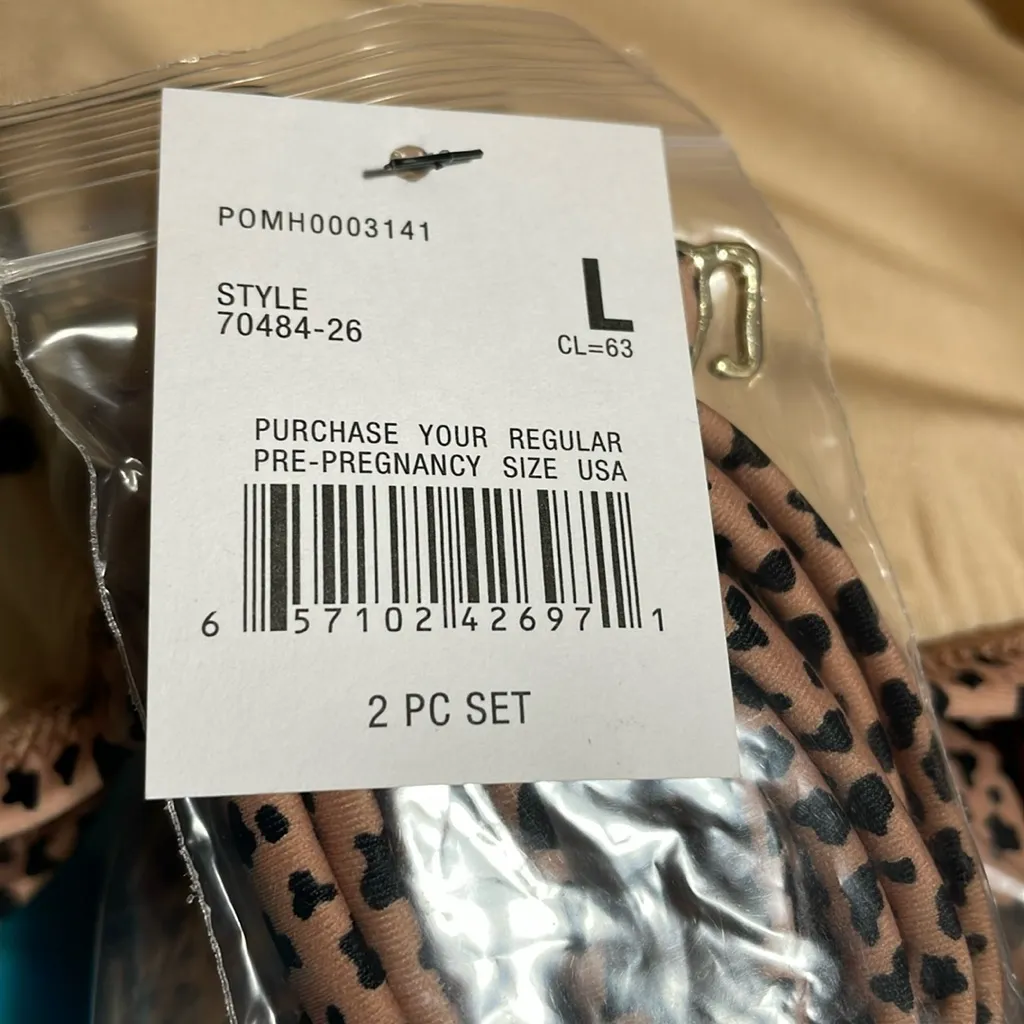 POMH0003141
STYLE
70484-26
L
CL=63
PURCHASE YOUR REGULAR
PRE-PREGNANCY SIZE USA
6 57102 42697 1
2 PC SET